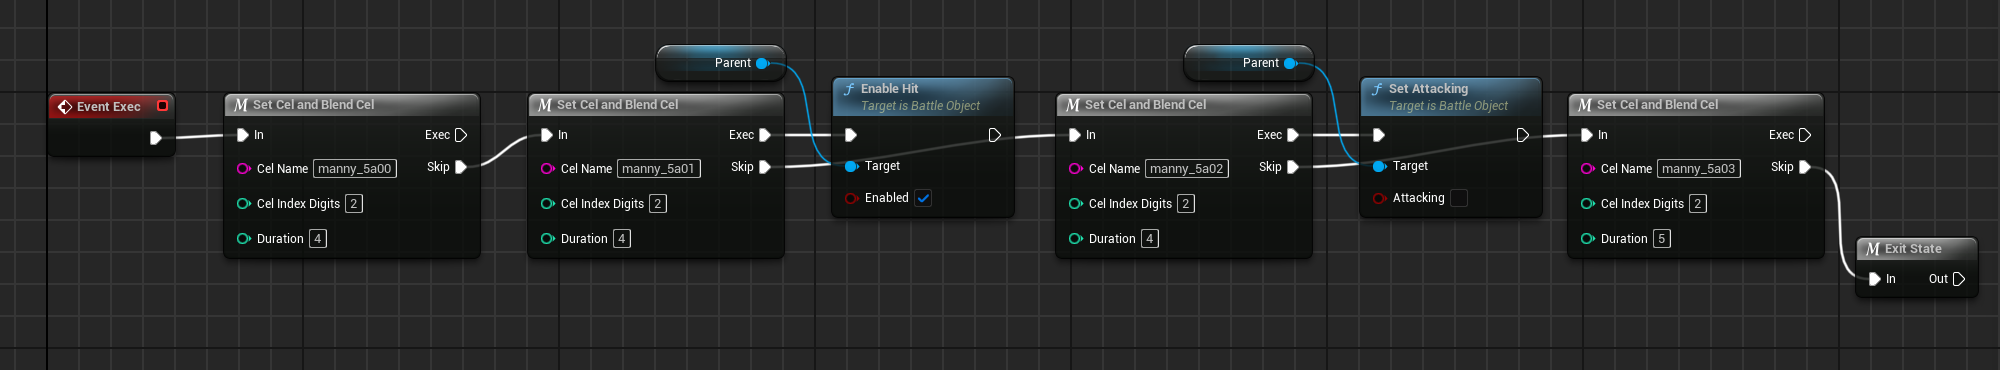 Event Exec
M Set Cel and Blend Cel
In
Exec
Cel Name manny_5a00
Skip
Cel Index Digits 2
Duration 4
M Set Cel and Blend Cel
In
Exec
Cel Name manny_5a01
Skip
Cel Index Digits 2
Duration 4
Parent
f Enable Hit
Target is Battle Object
Target
Enabled
M Set Cel and Blend Cel
In
Exec
Cel Name manny_5a02
Skip
Cel Index Digits 2
Duration 4
Parent
f Set Attacking
Target is Battle Object
Target
Attacking
M Set Cel and Blend Cel
In
Exec
Cel Name manny_5a03
Skip
Cel Index Digits 2
Duration 5
M Exit State
In
Out